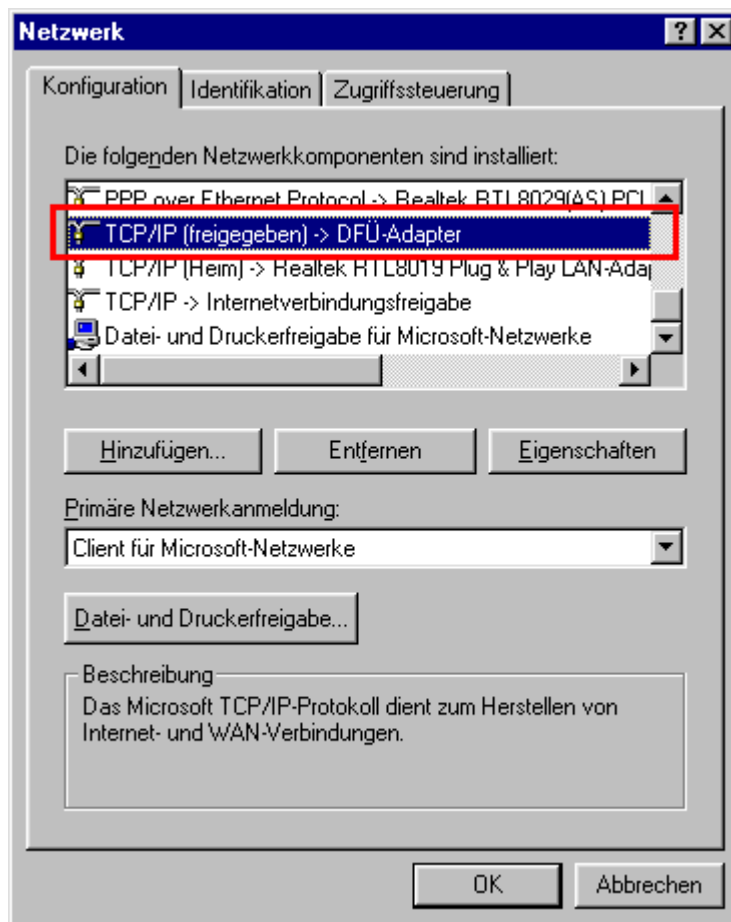 Netzwerk
Konfiguration
Identifikation
Zugriffssteuerung
Die folgenden Netzwerkkomponenten sind installiert:
PPP over Ethernet Protocol -> Realtek RTL8029(AS) PCI
TCP/IP (freigegeben) -> DFÜ-Adapter
TCP/IP (Heim) -> Realtek RTL8019 Plug & Play LAN-Adap
TCP/IP -> Internetverbindungsfreigabe
Datei- und Druckerfreigabe für Microsoft-Netzwerke
Hinzufügen...
Entfernen
Eigenschaften
Primäre Netzwerkanmeldung:
Client für Microsoft-Netzwerke
Datei- und Druckerfreigabe...
Beschreibung
Das Microsoft TCP/IP-Protokoll dient zum Herstellen von
Internet- und WAN-Verbindungen.
OK
Abbrechen